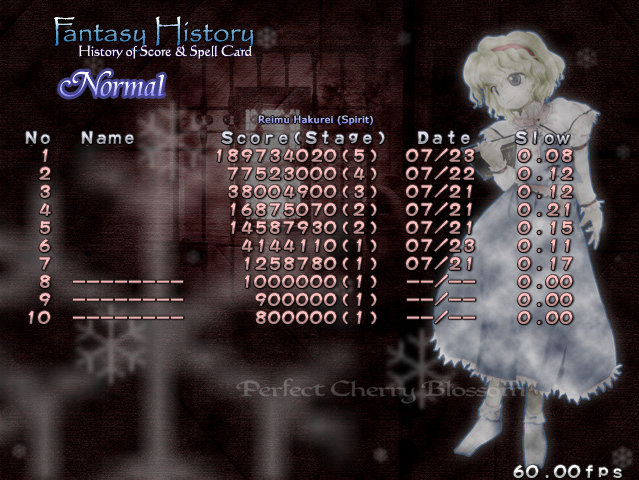 Fantasy History
History of Score & Spell Card
Normal
Reimu Hakurei (Spirit)
No Name Score(Stage) Date Slow
1 189734020(5) 07/23 0.08
2 77523000(4) 07/22 0.12
3 38004900(3) 07/21 0.12
4 16875070(2) 07/21 0.21
5 14587930(2) 07/21 0.15
6 4144110(1) 07/23 0.11
7 1258780(1) 07/21 0.17
8 -------- 1000000(1) --/-- 0.00
9 -------- 900000(1) --/-- 0.00
10 -------- 800000(1) --/-- 0.00
Perfect Cherry Blossom
60.00fps